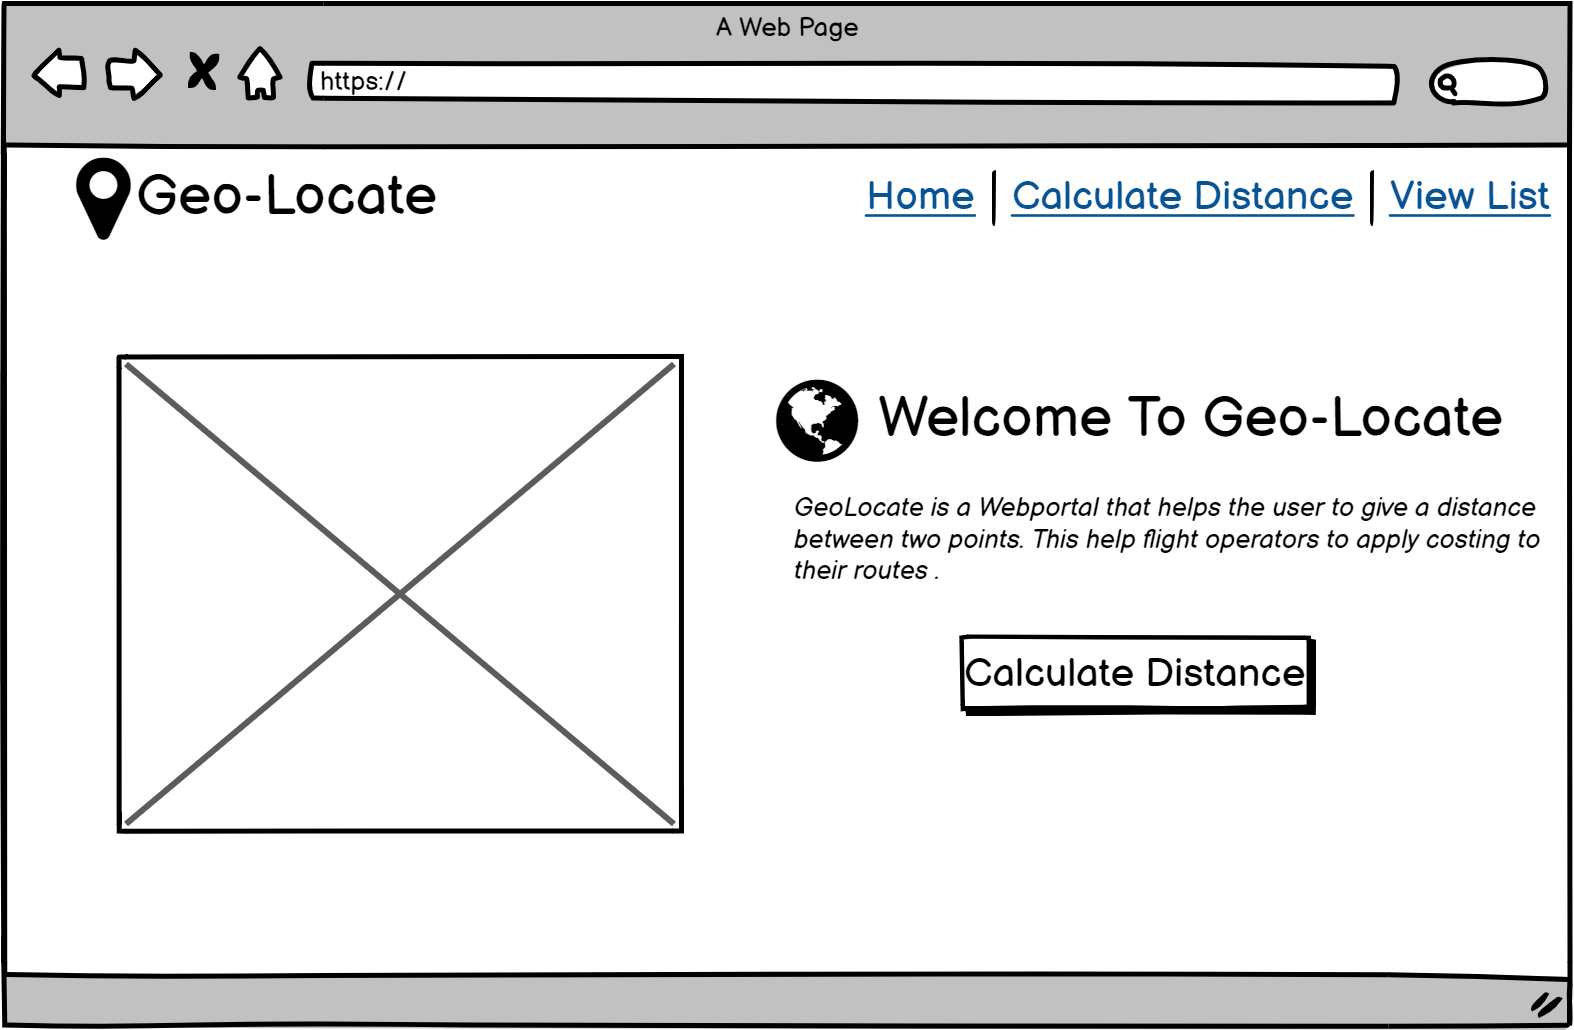 A Web Page
https://
Geo-Locate
Home | Calculate Distance | View List
Welcome To Geo-Locate
GeoLocate is a Webportal that helps the user to give a distance
between two points. This help flight operators to apply costing to
their routes .
Calculate Distance